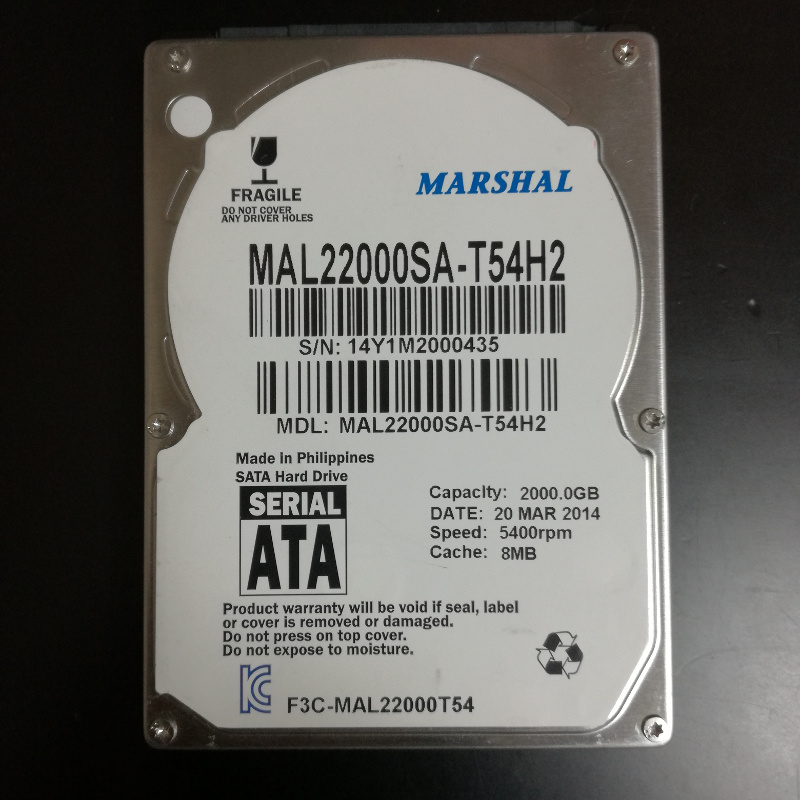 FRAGILE
DO NOT COVER
ANY DRIVER HOLES
MARSHAL
MAL22000SA-T54H2
S/N: 14Y1M2000435
MDL: MAL22000SA-T54H2
Made in Philippines
SATA Hard Drive
SERIAL
ATA
Capacity: 2000.0GB
DATE: 20 MAR 2014
Speed: 5400rpm
Cache: 8MB
Product warranty will be void if seal, label
or cover is removed or damaged.
Do not press on top cover.
Do not expose to moisture.
F3C-MAL22000T54